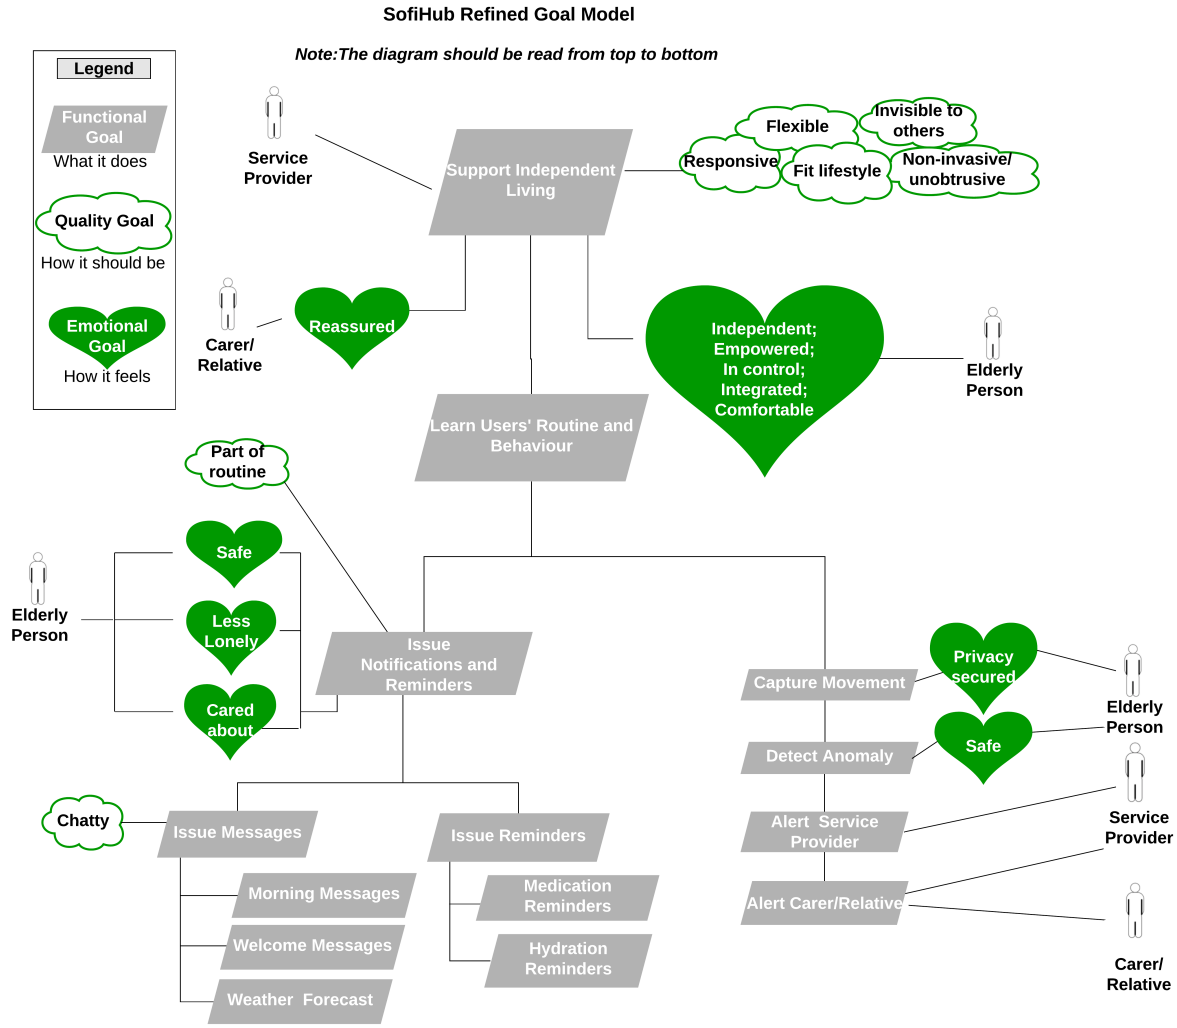 SofiHub Refined Goal Model
Note:The diagram should be read from top to bottom
Legend
Functional
Goal
What it does
Quality Goal
How it should be
Emotional
Goal
How it feels
Service
Provider
Support Independent
Living
Responsive
Flexible
Fit lifestyle
Invisible to
others
Non-invasive/
unobtrusive
Carer/
Relative
Reassured
Independent;
Empowered;
In control;
Integrated;
Comfortable
Elderly
Person
Learn Users' Routine and
Behaviour
Part of
routine
Elderly
Person
Safe
Less
Lonely
Cared
about
Issue
Notifications and
Reminders
Chatty
Issue Messages
Morning Messages
Welcome Messages
Weather  Forecast
Issue Reminders
Medication
Reminders
Hydration
Reminders
Capture Movement
Privacy
secured
Elderly
Person
Detect Anomaly
Safe
Alert  Service
Provider
Service
Provider
Alert Carer/Relative
Carer/
Relative